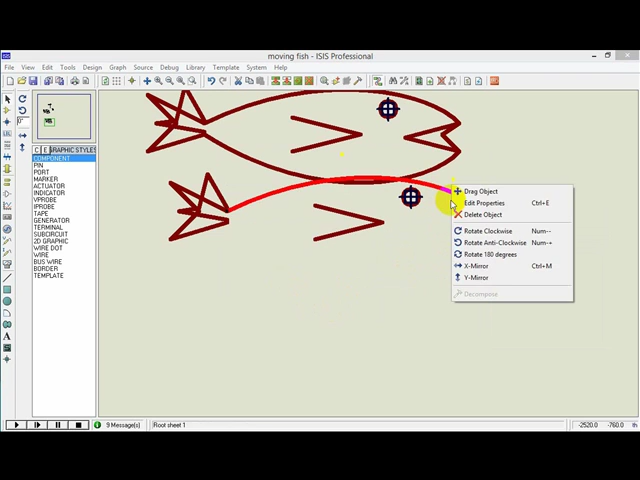 moving fish - ISIS Professional
File View Edit Tools Design Graph Source Debug Library Template System Help
C E GRAPHIC STYLES
COMPONENT
PIN
PORT
MARKER
ACTUATOR
INDICATOR
VPROBE
IPROBE
TAPE
GENERATOR
TERMINAL
SUBCIRCUIT
2D GRAPHIC
WIRE DOT
WIRE
BUS WIRE
BORDER
TEMPLATE
Drag Object
Edit Properties Ctrl+E
Delete Object
Rotate Clockwise Num--
Rotate Anti-Clockwise Num-+
Rotate 180 degrees
X-Mirror Ctrl+M
Y-Mirror
Decompose
9 Message(s) Root sheet 1 -2520.0 -760.0 th